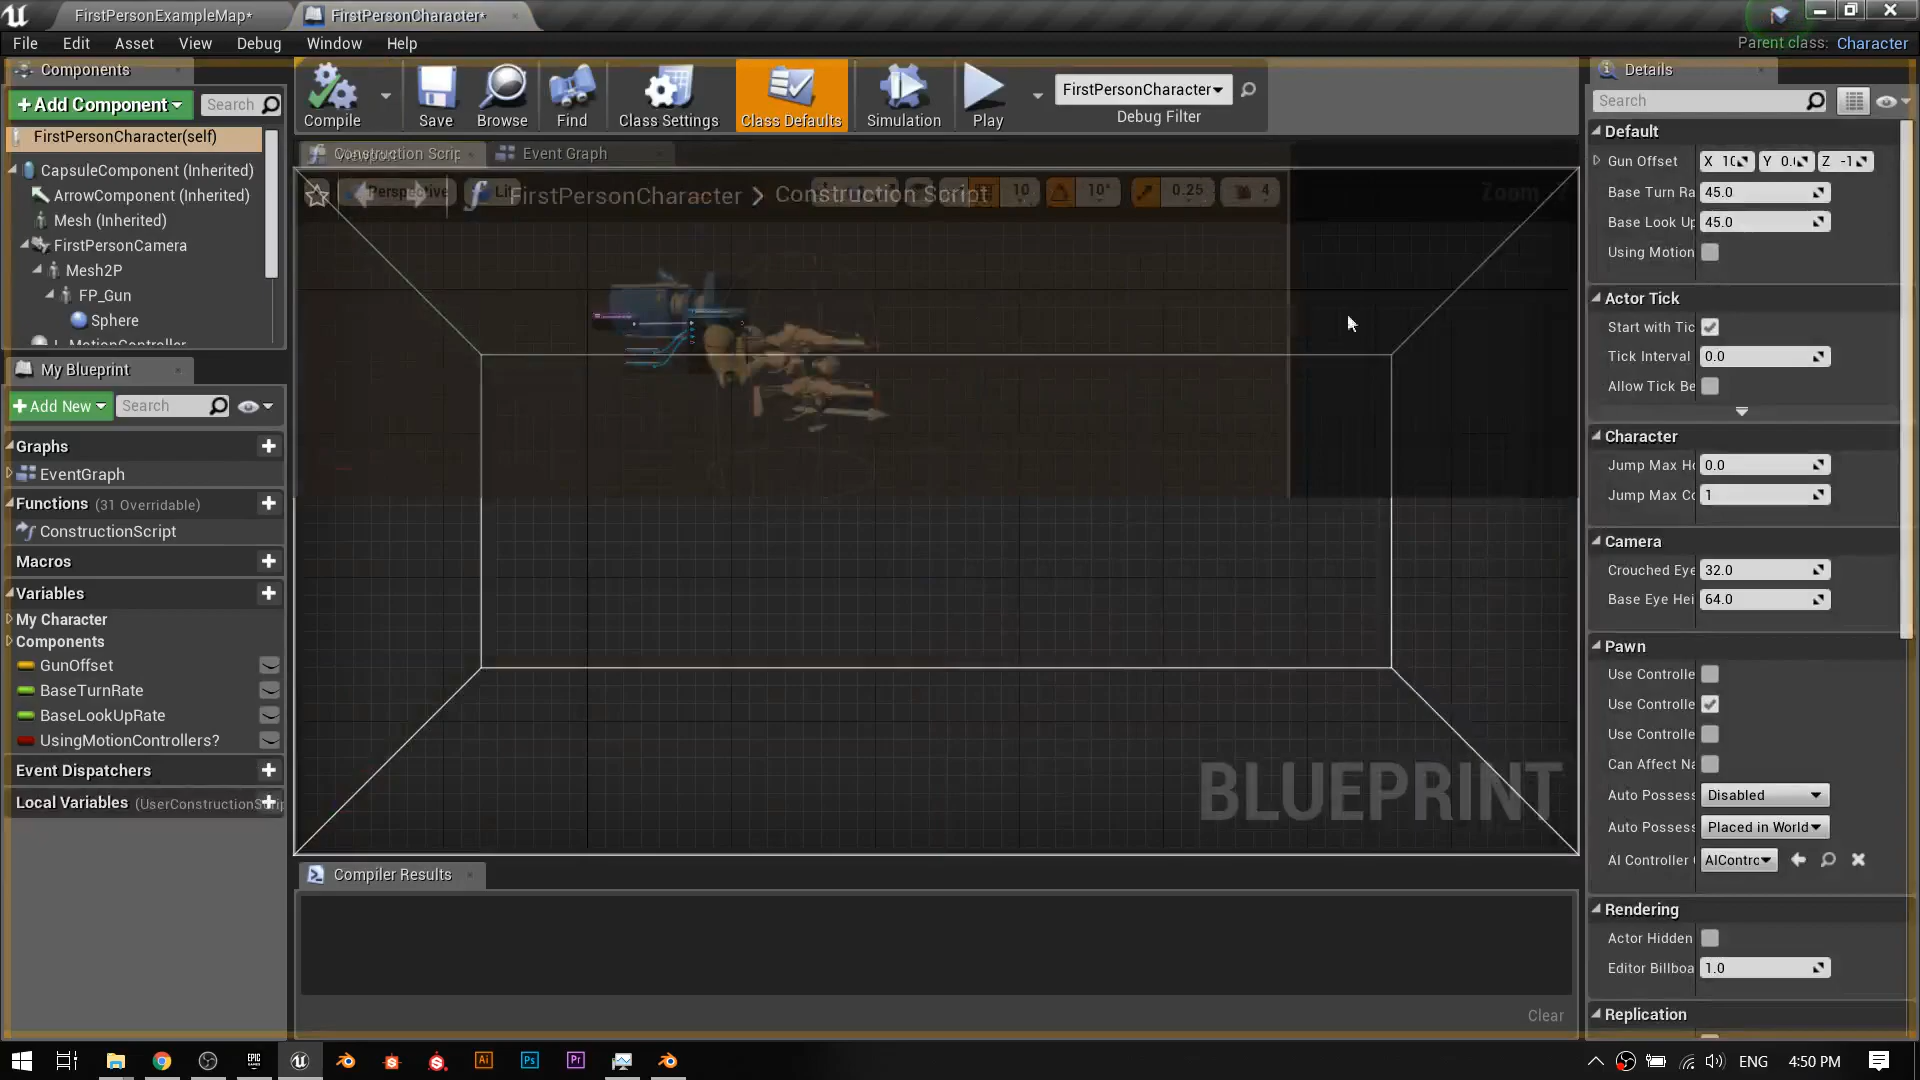 FirstPersonExampleMap*
FirstPersonCharacter*
File Edit Asset View Debug Window Help
Parent class: Character
Components
+Add Component
Search
FirstPersonCharacter(self)
CapsuleComponent (Inherited)
ArrowComponent (Inherited)
Mesh (Inherited)
FirstPersonCamera
Mesh2P
FP_Gun
Sphere
My Blueprint
+Add New
Search
Graphs
EventGraph
Functions (31 Overridable)
ConstructionScript
Macros
Variables
My Character
Components
GunOffset
BaseTurnRate
BaseLookUpRate
UsingMotionControllers?
Event Dispatchers
Local Variables (UserConstructionScrip
Compile
Save
Browse
Find
Class Settings
Class Defaults
Simulation
Play
FirstPersonCharacter
Debug Filter
Construction Scrip
Event Graph
Perspective
FirstPersonCharacter > Construction Script
10
10°
0.25
4
Zoom
BLUEPRINT
Compiler Results
Clear
Details
Search
Default
Gun Offset X 10 Y 0. Z -1
Base Turn Ra 45.0
Base Look Up 45.0
Using Motion
Actor Tick
Start with Tic
Tick Interval 0.0
Allow Tick Be
Character
Jump Max Ho 0.0
Jump Max Co 1
Camera
Crouched Eye 32.0
Base Eye Hei 64.0
Pawn
Use Controlle
Use Controlle
Use Controlle
Can Affect Na
Auto Possess Disabled
Auto Possess Placed in World
AI Controller AIContro
Rendering
Actor Hidden
Editor Billboa 1.0
Replication
ENG
4:50 PM